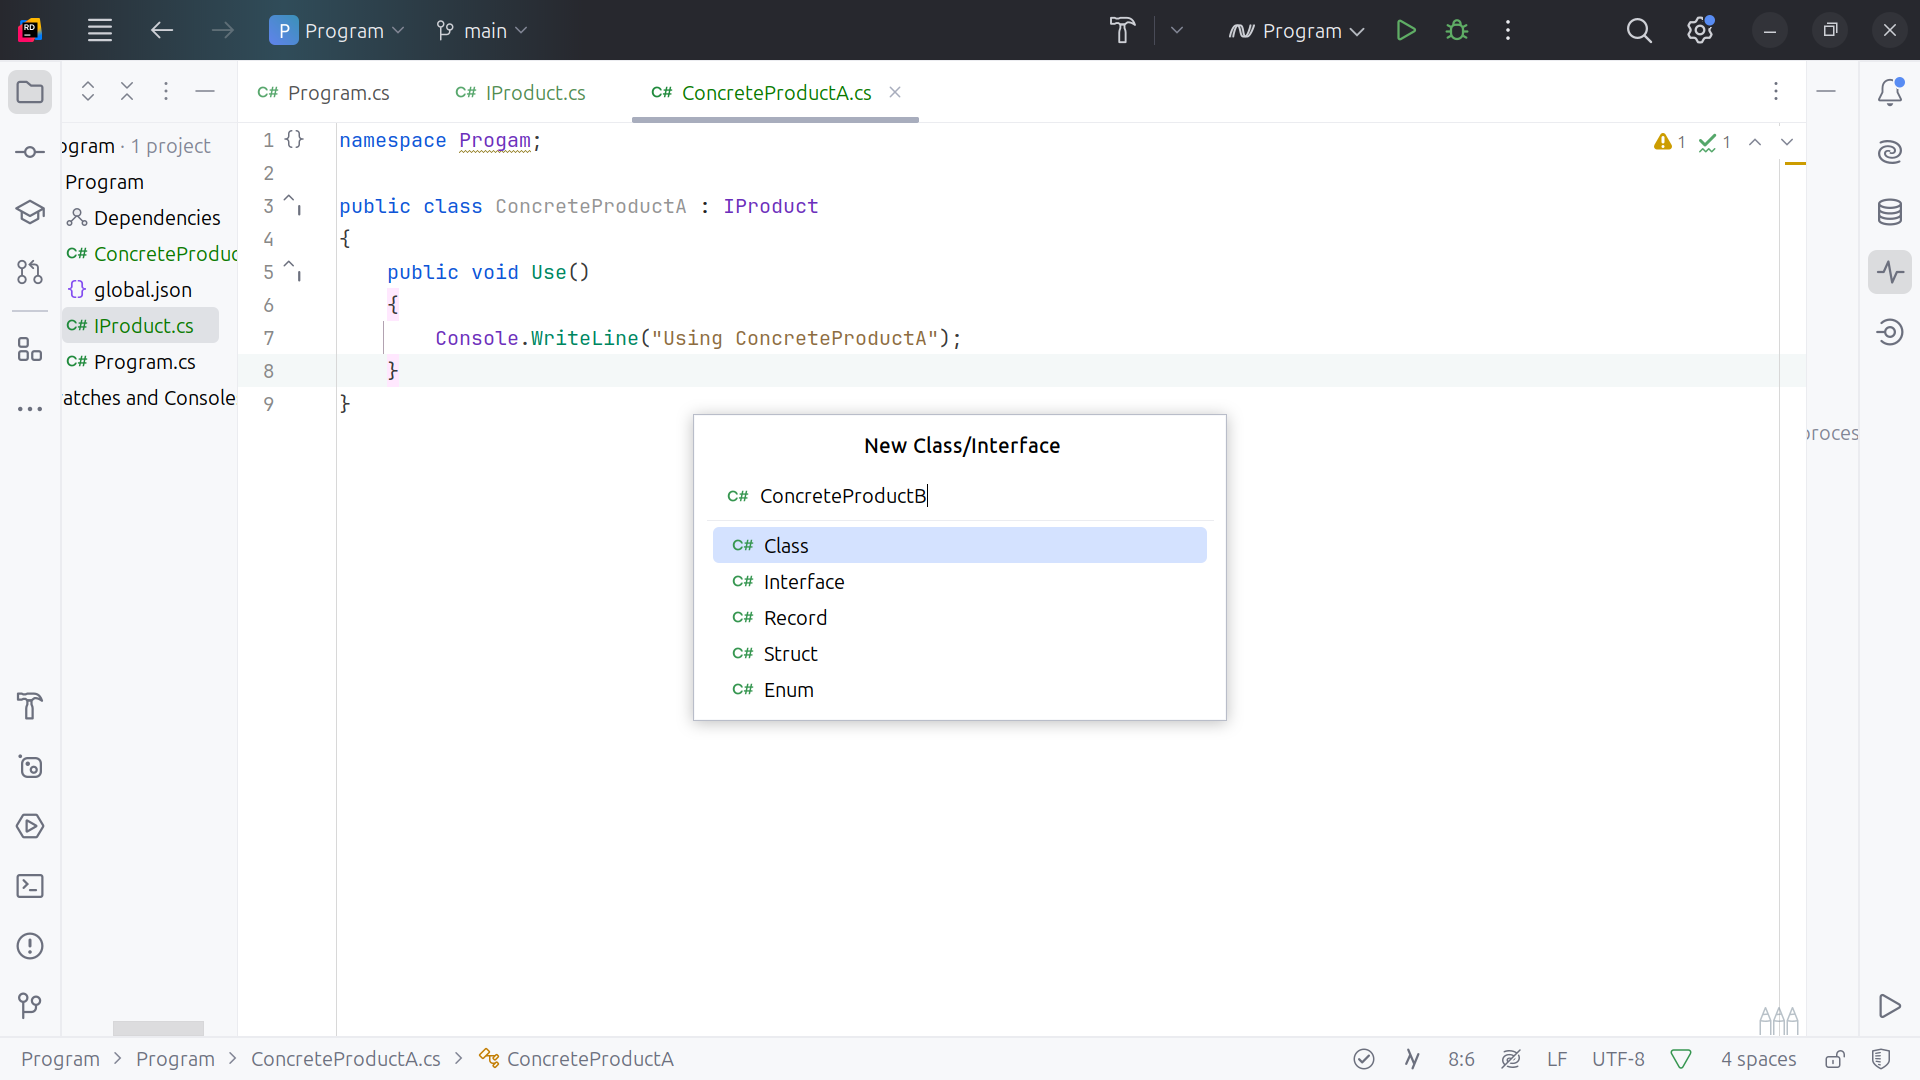 Program
main
Program
Program.cs
IProduct.cs
ConcreteProductA.cs
ogram · 1 project
Program
Dependencies
C# ConcreteProduc
{} global.json
C# IProduct.cs
C# Program.cs
atches and Console
1 {} namespace Progam;
2
3 public class ConcreteProductA : IProduct
4 {
5 public void Use()
6 {
7 Console.WriteLine("Using ConcreteProductA");
8 }
9 }
1 1
New Class/Interface
C# ConcreteProductB
C# Class
C# Interface
C# Record
C# Struct
C# Enum
proces
Program > Program > ConcreteProductA.cs > ConcreteProductA
8:6 LF UTF-8 4 spaces